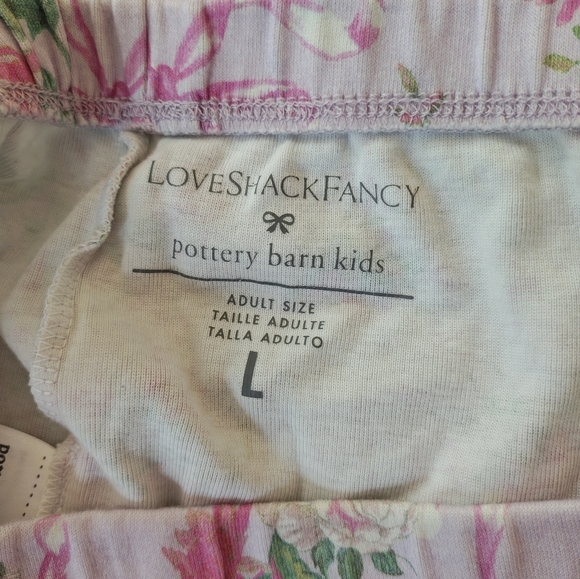 LOVESHACKFANCY
pottery barn kids
ADULT SIZE
TAILLE ADULTE
TALLA ADULTO
L